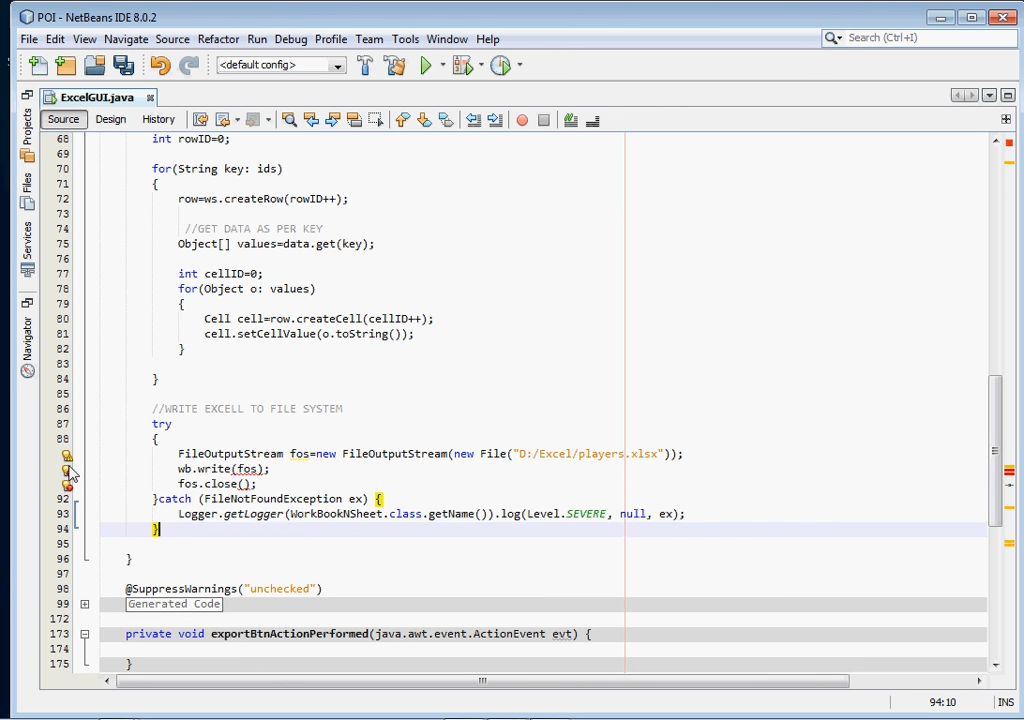 POI - NetBeans IDE 8.0.2
File Edit View Navigate Source Refactor Run Debug Profile Team Tools Window Help
Search (Ctrl+I)
<default config>
ExcelGUI.java
Source Design History
Projects
Files
Services
Navigator
68 int rowID=0;
69
70 for(String key: ids)
71 {
72 row=ws.createRow(rowID++);
73
74 //GET DATA AS PER KEY
75 Object[] values=data.get(key);
76
77 int cellID=0;
78 for(Object o: values)
79 {
80 Cell cell=row.createCell(cellID++);
81 cell.setCellValue(o.toString());
82 }
83
84 }
85
86 //WRITE EXCELL TO FILE SYSTEM
87 try
88 {
FileOutputStream fos=new FileOutputStream(new File("D:/Excel/players.xlsx"));
wb.write(fos);
fos.close();
92 }catch (FileNotFoundException ex) {
93 Logger.getLogger(WorkBookNSheet.class.getName()).log(Level.SEVERE, null, ex);
94 }
95
96 }
97
98 @SuppressWarnings("unchecked")
99 Generated Code
172
173 private void exportBtnActionPerformed(java.awt.event.ActionEvent evt) {
174
175 }
94:10 INS